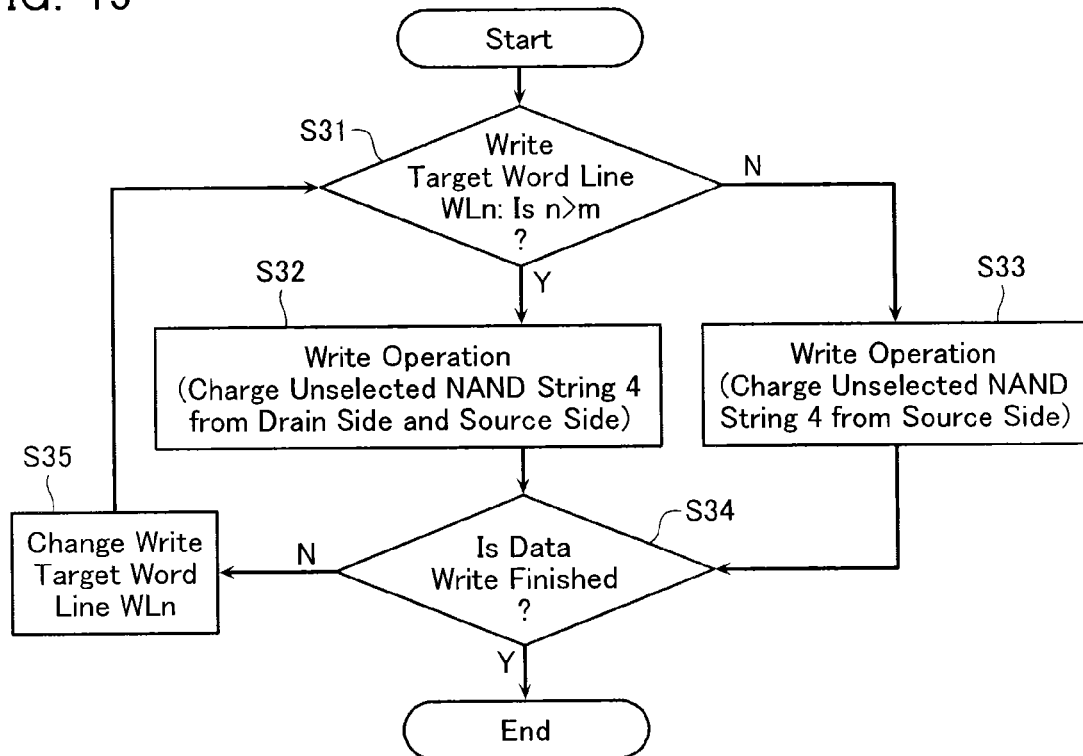 Start
S31
Write
Target Word Line
WLn: Is n>m
?
N
Y
S32
Write Operation
(Charge Unselected NAND String 4
from Drain Side and Source Side)
S33
Write Operation
(Charge Unselected NAND
String 4 from Source Side)
S35
Change Write
Target Word
Line WLn
N
S34
Is Data
Write Finished
?
Y
End